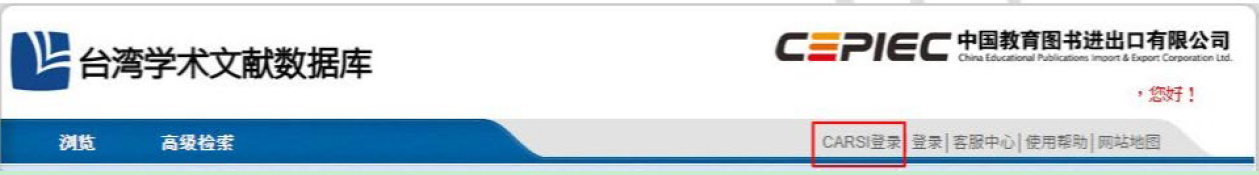 台湾学术文献数据库
CEPIEC 中国教育图书进出口有限公司
China Educational Publications Import & Export Corporation Ltd.
，您好！
浏览 高级检索 CARSI登录 登录|客服中心|使用帮助|网站地图